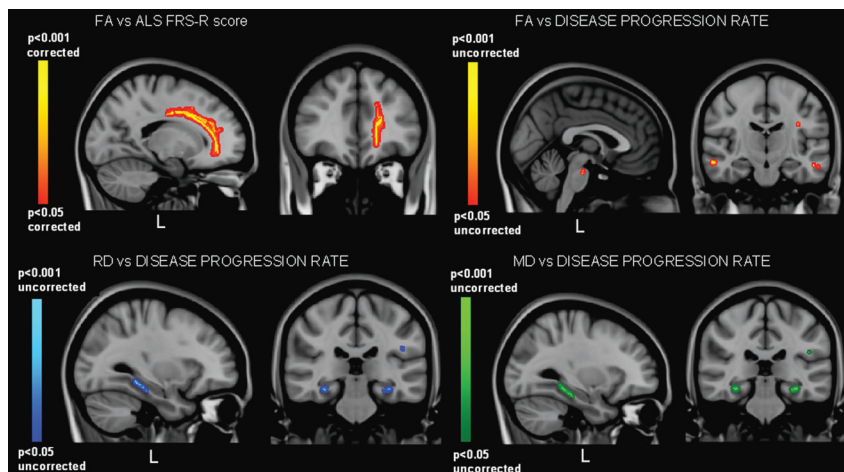 FA vs ALS FRS-R score
p<0.001
corrected
p<0.05
corrected
L
FA vs DISEASE PROGRESSION RATE
p<0.001
uncorrected
p<0.05
uncorrected
L
RD vs DISEASE PROGRESSION RATE
p<0.001
uncorrected
p<0.05
uncorrected
L
MD vs DISEASE PROGRESSION RATE
p<0.001
uncorrected
p<0.05
uncorrected
L